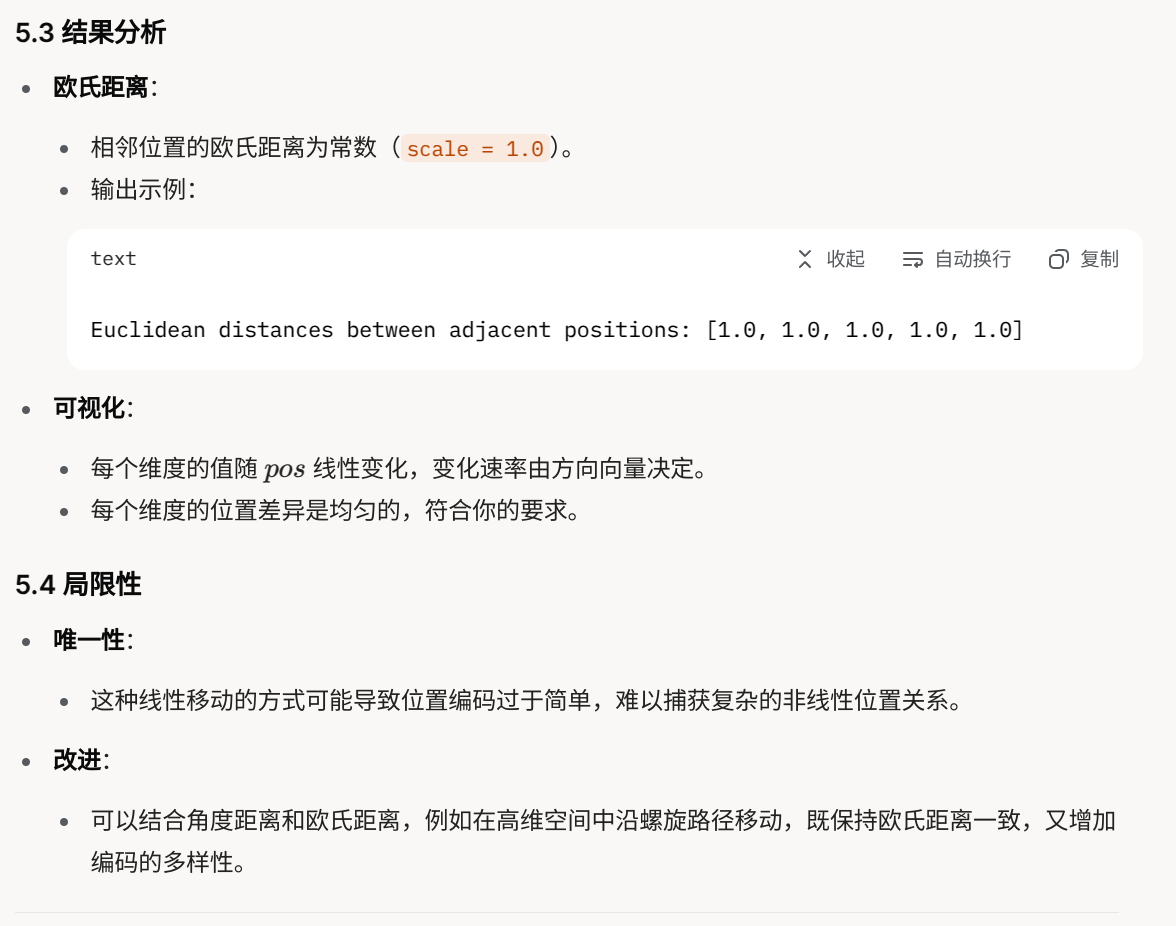 5.3 结果分析
欧氏距离：
相邻位置的欧氏距离为常数（scale = 1.0）。
输出示例：
text 收起 自动换行 复制
Euclidean distances between adjacent positions: [1.0, 1.0, 1.0, 1.0, 1.0]
可视化：
每个维度的值随 pos 线性变化，变化速率由方向向量决定。
每个维度的位置差异是均匀的，符合你的要求。
5.4 局限性
唯一性：
这种线性移动的方式可能导致位置编码过于简单，难以捕获复杂的非线性位置关系。
改进：
可以结合角度距离和欧氏距离，例如在高维空间中沿螺旋路径移动，既保持欧氏距离一致，又增加
编码的多样性。